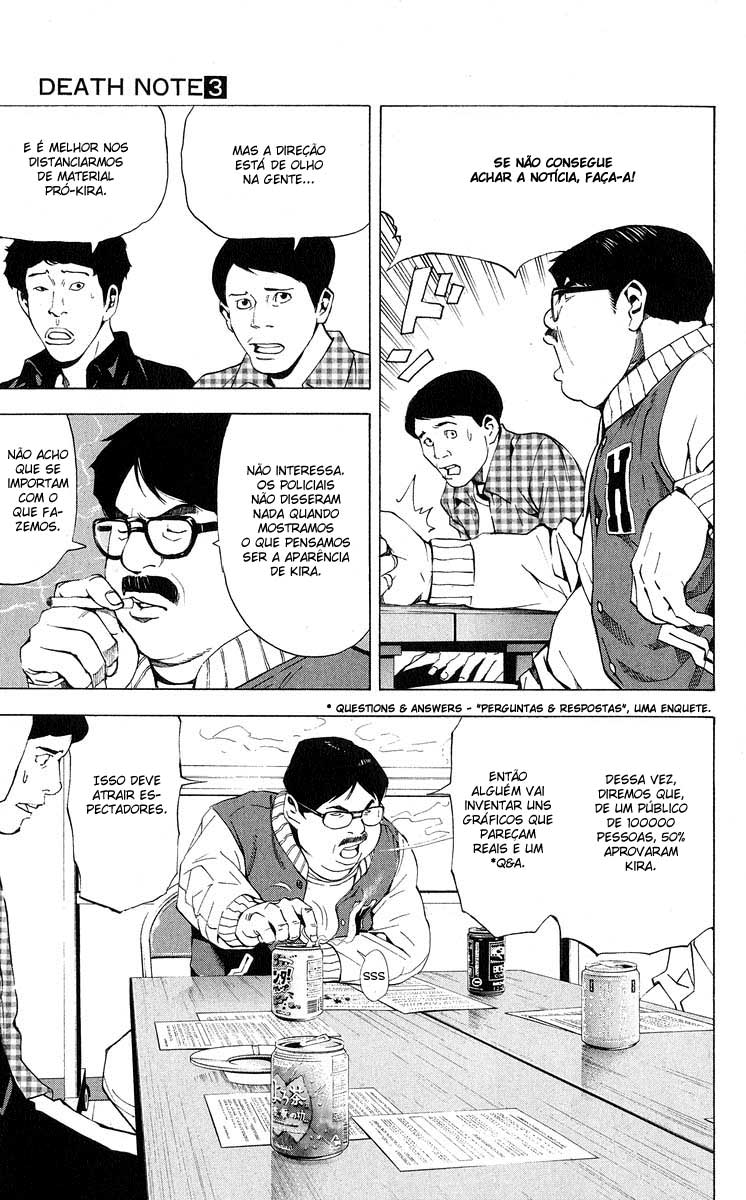 DEATH NOTE 3
SE NÃO CONSEGUE
ACHAR A NOTÍCIA, FAÇA-A!
ドン
H
MAS A DIREÇÃO
ESTÁ DE OLHO
NA GENTE...
E É MELHOR NOS
DISTANCIARMOS
DE MATERIAL
PRÓ-KIRA.
NÃO INTERESSA.
OS POLICIAIS
NÃO DISSERAM
NADA QUANDO
MOSTRAMOS
O QUE PENSAMOS
SER A APARÊNCIA
DE KIRA.
NÃO ACHO
QUE SE
IMPORTAM
COM O
QUE FA-
ZEMOS.
* QUESTIONS & ANSWERS - "PERGUNTAS & RESPOSTAS", UMA ENQUETE.
DESSA VEZ,
DIREMOS QUE,
DE UM PÚBLICO
DE 100000
PESSOAS, 50%
APROVARAM
KIRA.
ENTÃO
ALGUÉM VAI
INVENTAR UNS
GRÁFICOS QUE
PAREÇAM
REAIS E UM
*Q&A.
ISSO DEVE
ATRAIR ES-
PECTADORES.
SSS